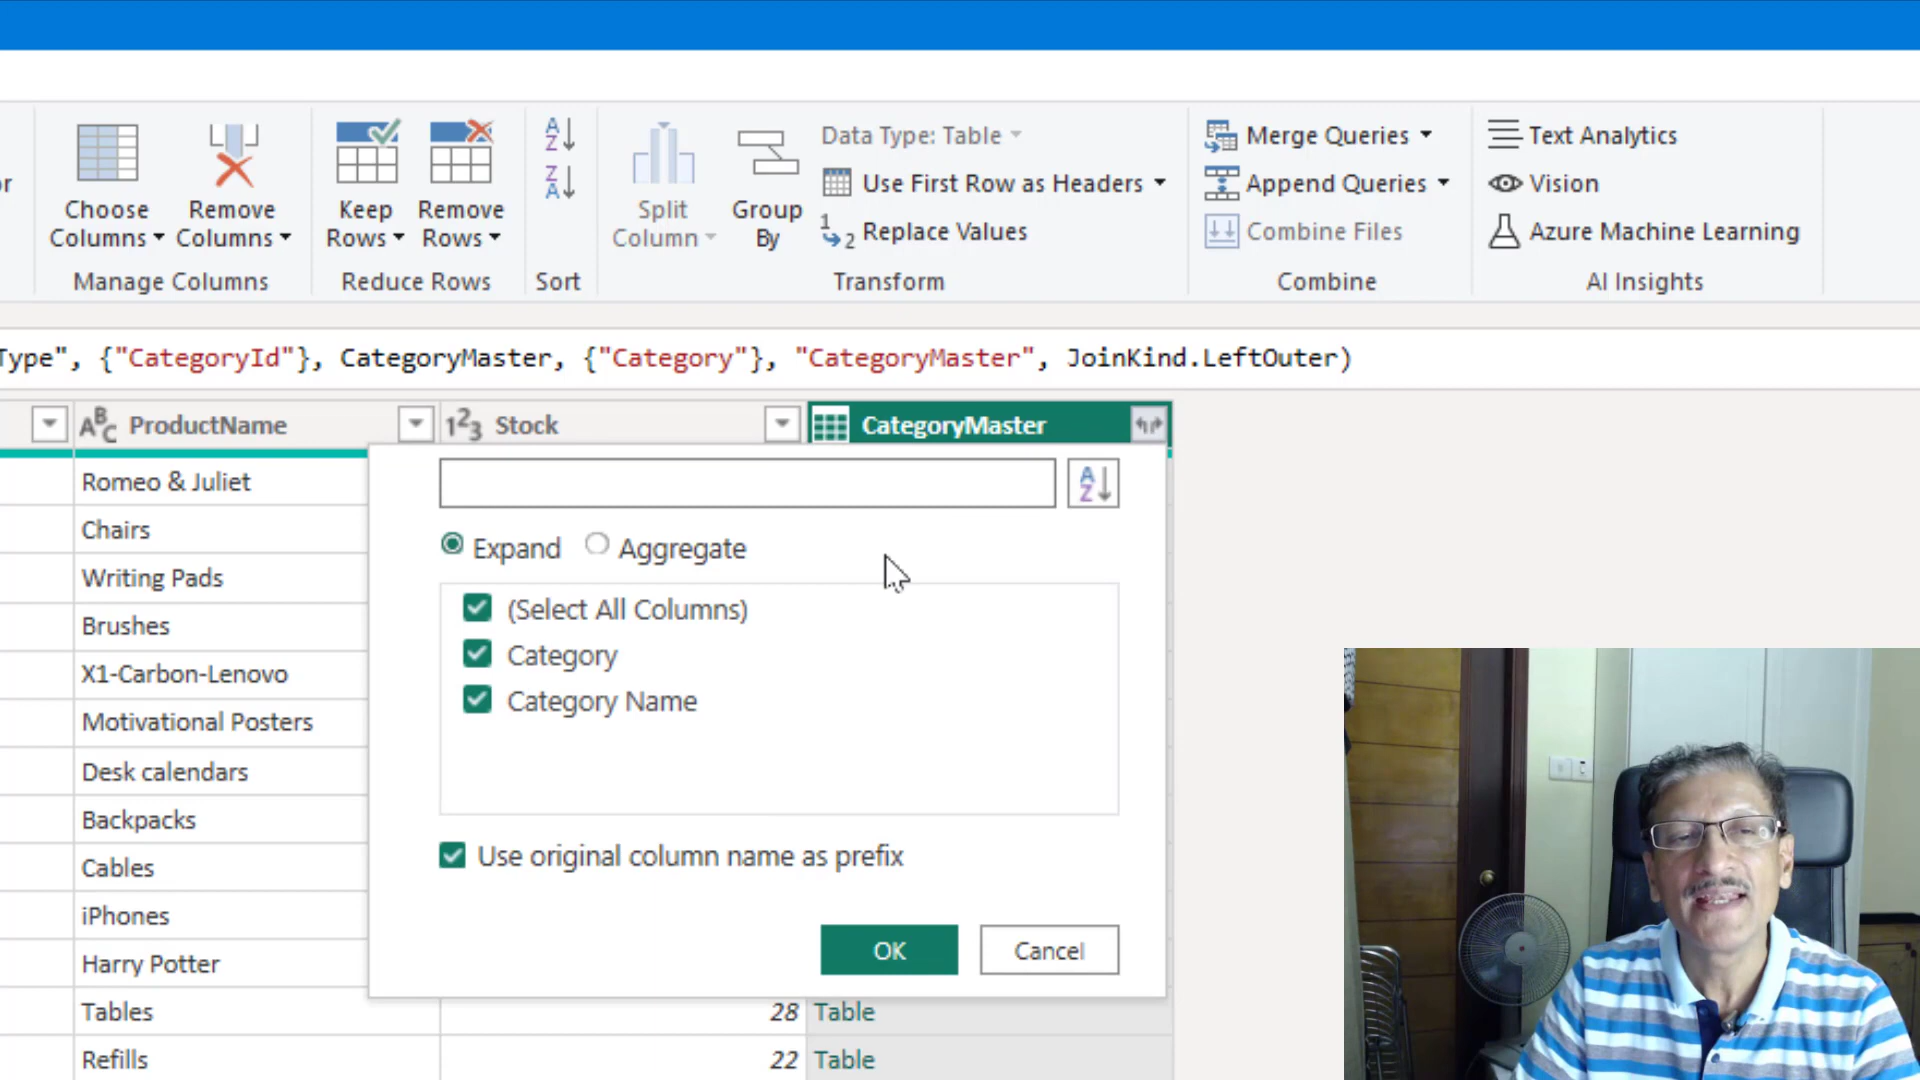 r
Choose Columns
Remove Columns
Keep Rows
Remove Rows
A
Z
Z
A
Split Column
Group By
Data Type: Table
Use First Row as Headers
1 2 Replace Values
Merge Queries
Append Queries
Combine Files
Text Analytics
Vision
Azure Machine Learning
Manage Columns
Reduce Rows
Sort
Transform
Combine
AI Insights
Type", {"CategoryId"}, CategoryMaster, {"Category"}, "CategoryMaster", JoinKind.LeftOuter)
ABC ProductName
123 Stock
CategoryMaster
A
Z
Expand
Aggregate
(Select All Columns)
Category
Category Name
Use original column name as prefix
OK
Cancel
Romeo & Juliet
Chairs
Writing Pads
Brushes
X1-Carbon-Lenovo
Motivational Posters
Desk calendars
Backpacks
Cables
iPhones
Harry Potter
Tables 28 Table
Refills 22 Table